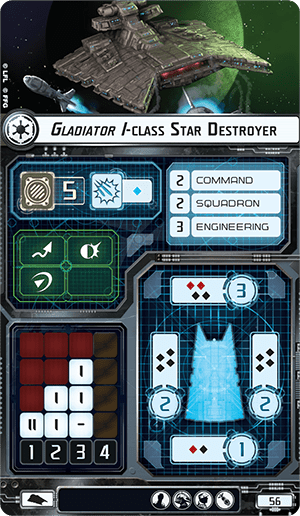 © LFL © FFG
GLADIATOR I-CLASS STAR DESTROYER
5
2 COMMAND
2 SQUADRON
3 ENGINEERING
3
2
2
1
I
I I
II I -
1 2 3 4
56